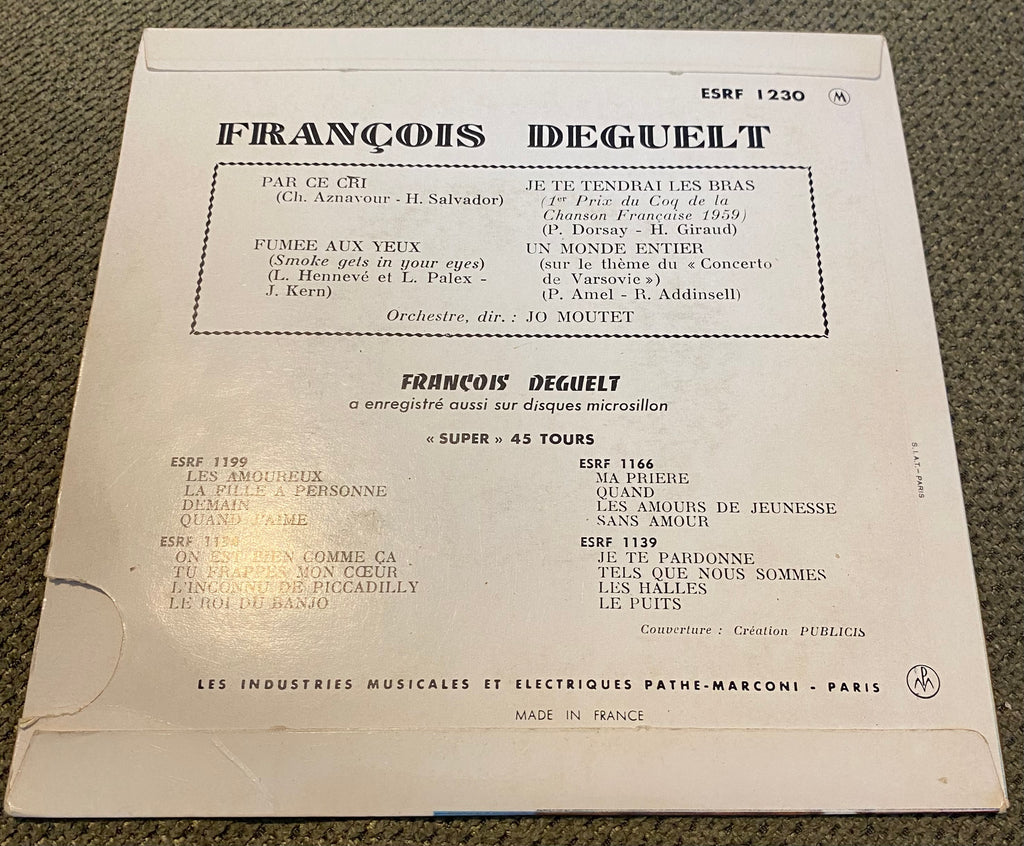 ESRF 1230 M
FRANÇOIS DEGUELT
PAR CE CRI
(Ch. Aznavour - H. Salvador)
FUMEE AUX YEUX
(Smoke gets in your eyes)
(L. Hennevé et L. Palex -
J. Kern)
JE TE TENDRAI LES BRAS
(1er Prix du Coq de la
Chanson Française 1959)
(P. Dorsay - H. Giraud)
UN MONDE ENTIER
(sur le thème du « Concerto
de Varsovie »)
(P. Amel - R. Addinsell)
Orchestre, dir. : JO MOUTET
FRANÇOIS DEGUELT
a enregistré aussi sur disques microsillon
« SUPER » 45 TOURS
ESRF 1199
LES AMOUREUX
LA FILLE A PERSONNE
DEMAIN
QUAND J'AIME
ESRF
ON EST BIEN COMME ÇA
TU FRAPPES MON CŒUR
L'INCONNU DE PICCADILLY
LE ROI DU BANJO
ESRF 1166
MA PRIERE
QUAND
LES AMOURS DE JEUNESSE
SANS AMOUR
ESRF 1139
JE TE PARDONNE
TELS QUE NOUS SOMMES
LES HALLES
LE PUITS
Couverture : Création PUBLICIS
S.I.A.T. - PARIS
LES INDUSTRIES MUSICALES ET ELECTRIQUES PATHE-MARCONI - PARIS
MADE IN FRANCE